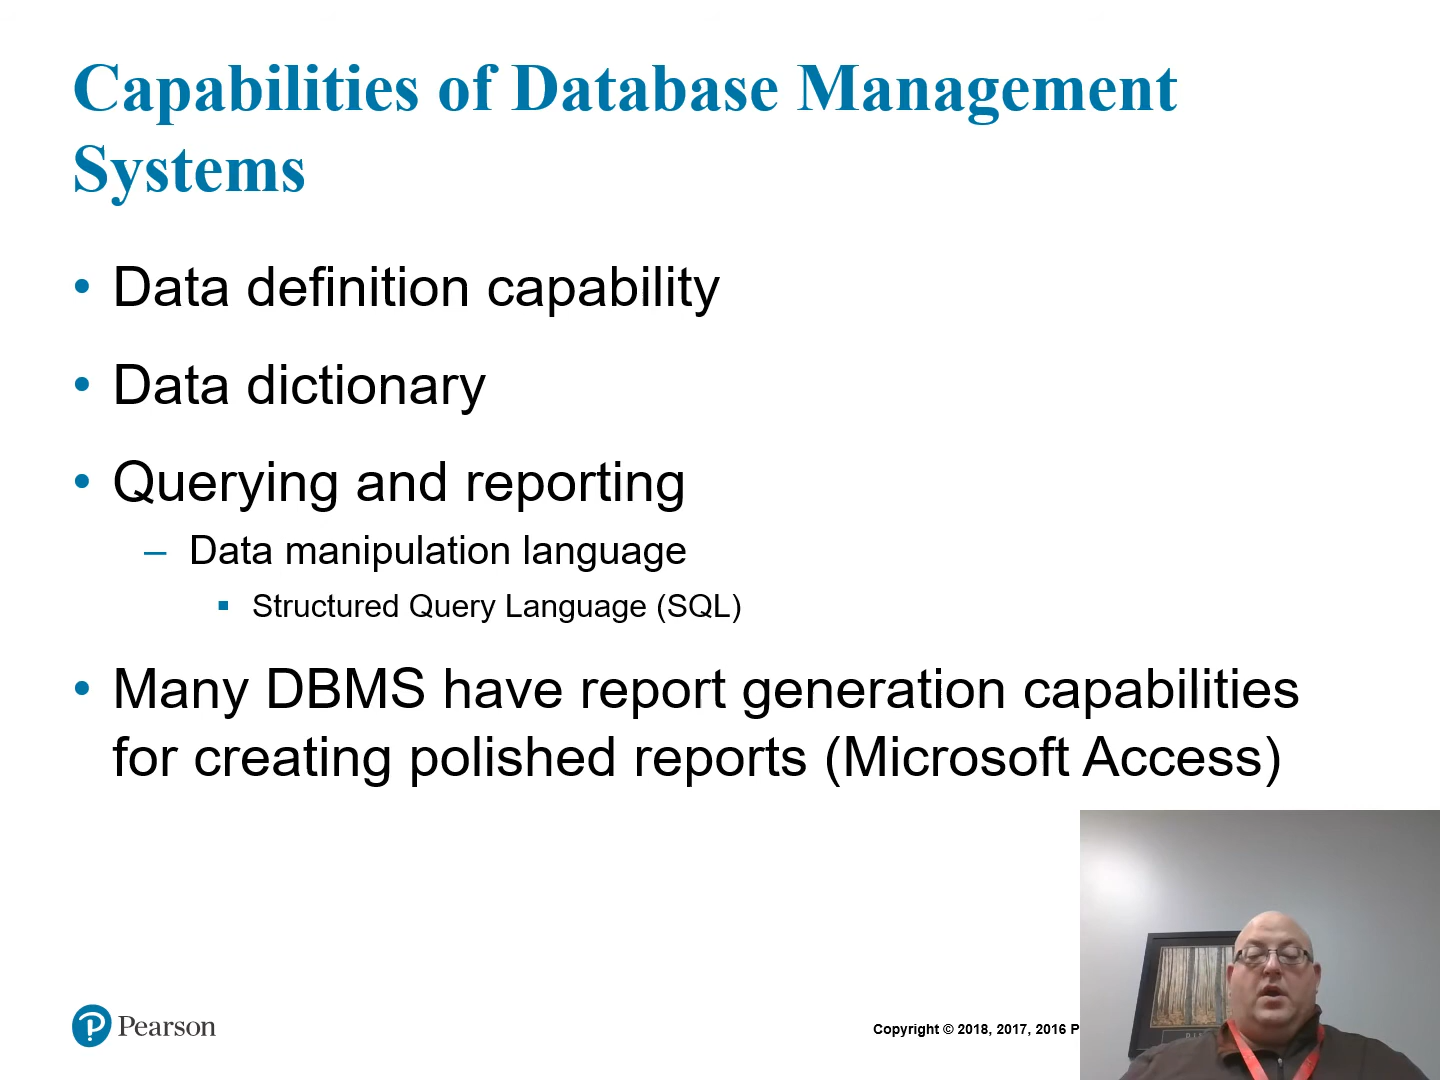 Capabilities of Database Management
Systems
• Data definition capability
• Data dictionary
• Querying and reporting
– Data manipulation language
▪ Structured Query Language (SQL)
• Many DBMS have report generation capabilities
for creating polished reports (Microsoft Access)
Pearson
Copyright © 2018, 2017, 2016 P